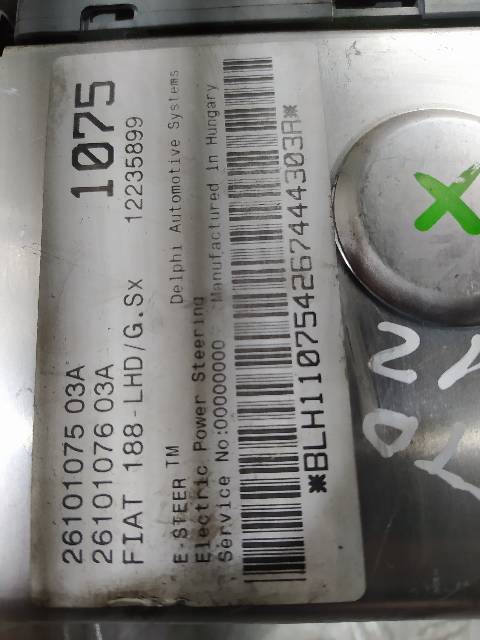 26101075 03A 1075
26101076 03A
FIAT 188-LHD/G.Sx 12235899
E·STEER TM Delphi Automotive Systems
Electric Power Steering
Service No:00000000 Manufactured In Hungary
*BLH110754267444303A*
X